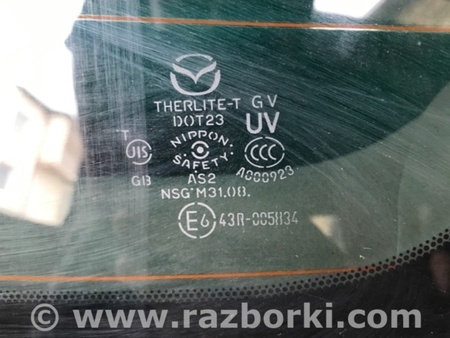 THERLITE-T GV
DOT23 UV
T NIPPON
JIS SAFETY CCC
GB AS2 A000923
NSG M31.08.
E6 43R-005834
© www.razborki.com